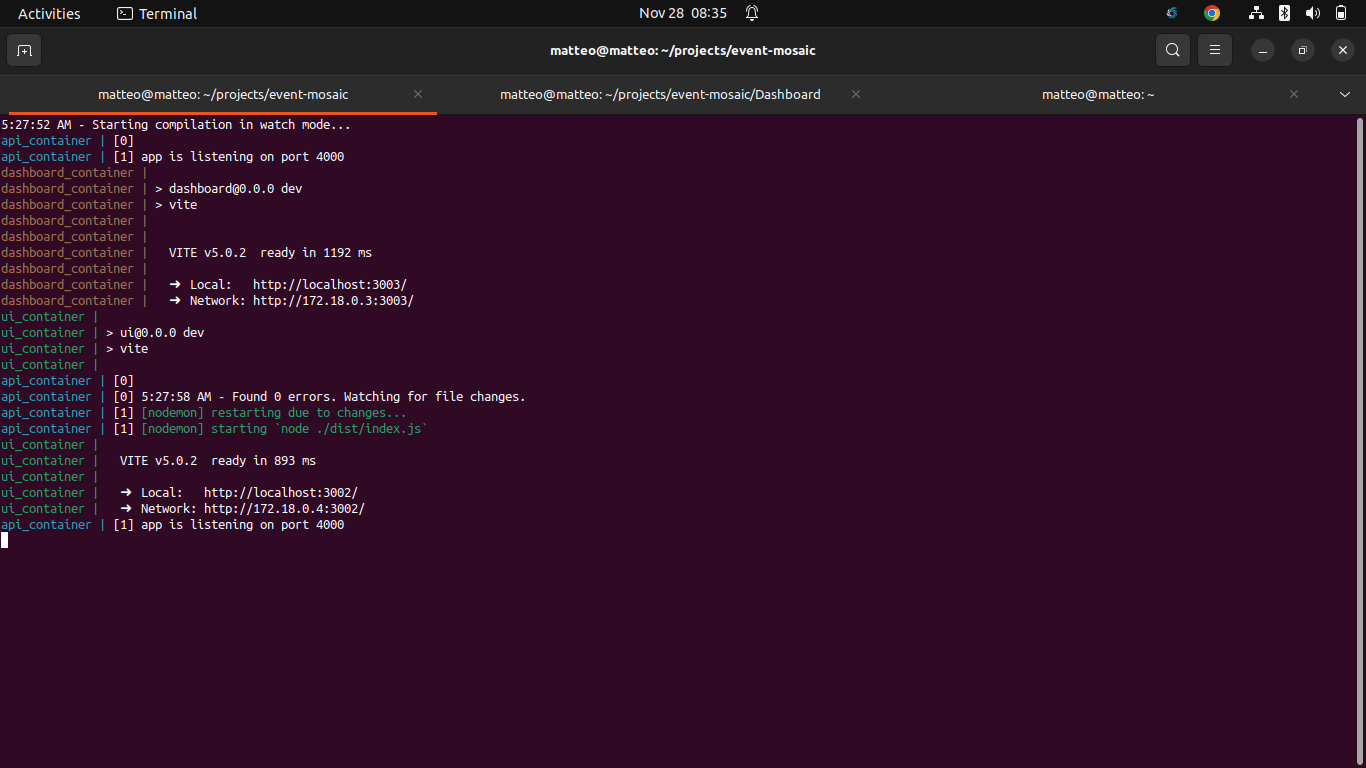 Activities Terminal Nov 28 08:35
matteo@matteo: ~/projects/event-mosaic
matteo@matteo: ~/projects/event-mosaic matteo@matteo: ~/projects/event-mosaic/Dashboard matteo@matteo: ~
5:27:52 AM - Starting compilation in watch mode...
api_container | [0]
api_container | [1] app is listening on port 4000
dashboard_container |
dashboard_container | > dashboard@0.0.0 dev
dashboard_container | > vite
dashboard_container |
dashboard_container |
dashboard_container |   VITE v5.0.2  ready in 1192 ms
dashboard_container |
dashboard_container |   ➜ Local:   http://localhost:3003/
dashboard_container |   ➜ Network: http://172.18.0.3:3003/
ui_container |
ui_container | > ui@0.0.0 dev
ui_container | > vite
ui_container |
api_container | [0]
api_container | [0] 5:27:58 AM - Found 0 errors. Watching for file changes.
api_container | [1] [nodemon] restarting due to changes...
api_container | [1] [nodemon] starting `node ./dist/index.js`
ui_container |
ui_container |   VITE v5.0.2  ready in 893 ms
ui_container |
ui_container |   ➜ Local:   http://localhost:3002/
ui_container |   ➜ Network: http://172.18.0.4:3002/
api_container | [1] app is listening on port 4000